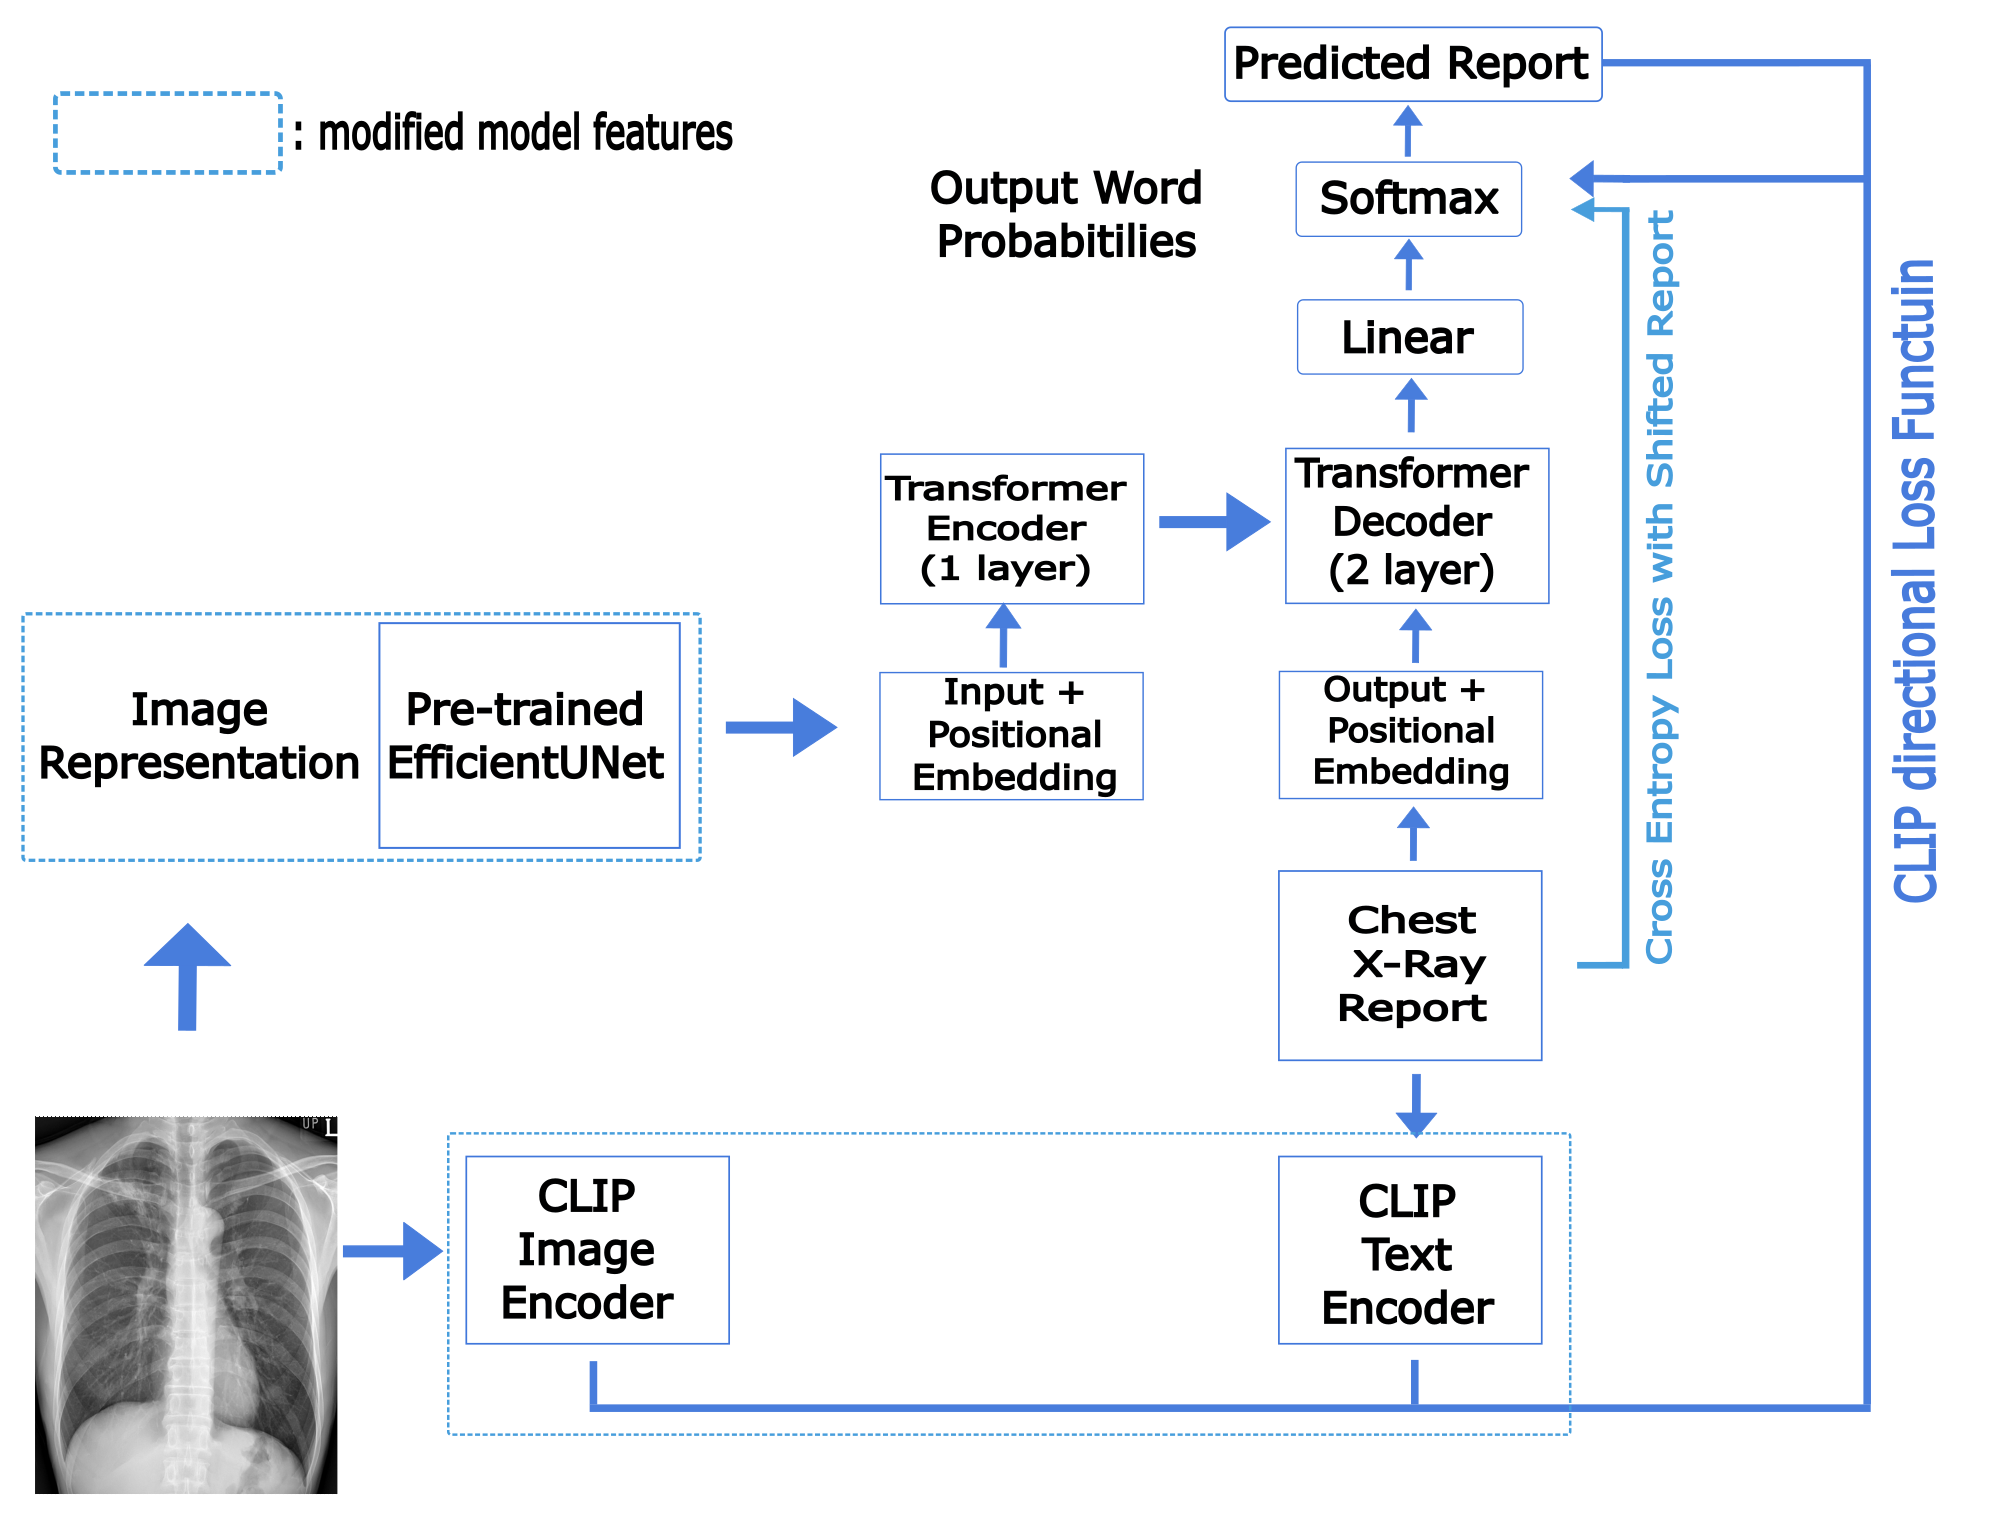 Predicted Report
: modified model features
Output Word
Probabitilies
Softmax
Linear
Transformer
Encoder
(1 layer)
Transformer
Decoder
(2 layer)
Image
Representation
Pre-trained
EfficientUNet
Input +
Positional
Embedding
Output +
Positional
Embedding
Cross Entropy Loss with Shifted Report
CLIP directional Loss Functuin
Chest
X-Ray
Report
UP L
CLIP
Image
Encoder
CLIP
Text
Encoder